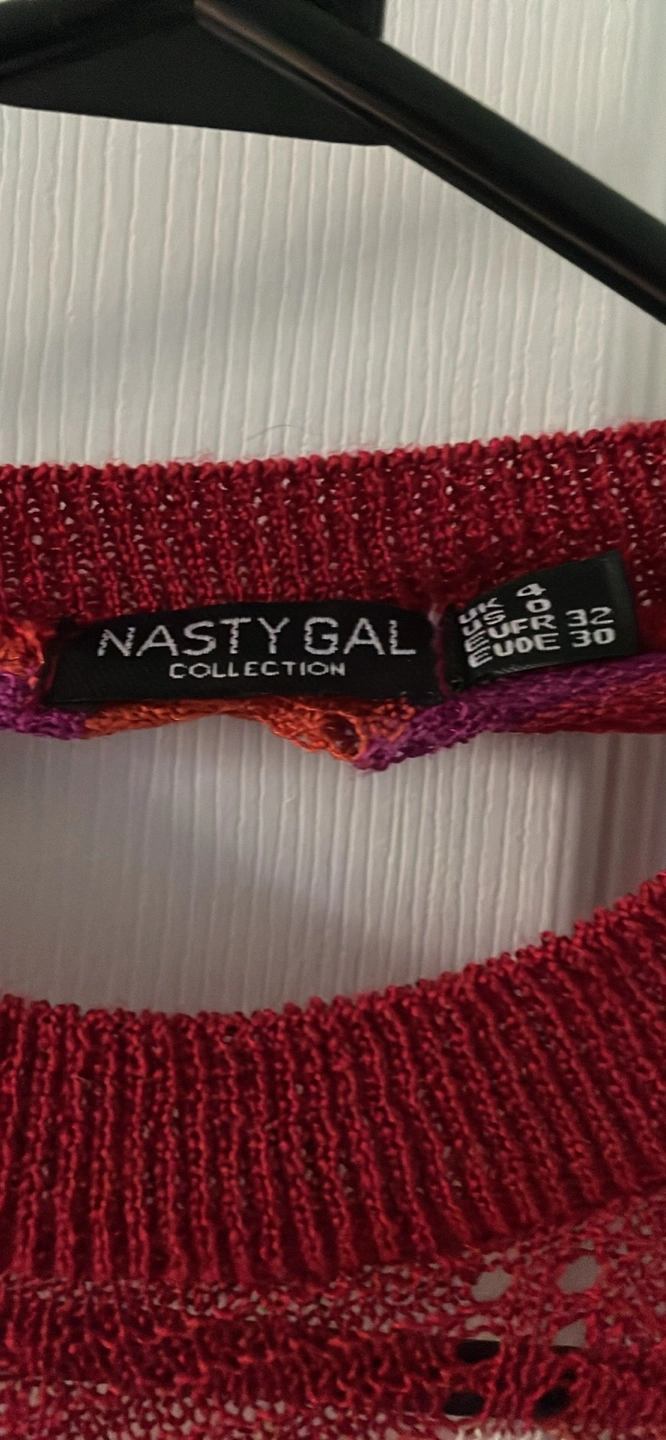 NASTY GAL
COLLECTION
UK 4
US 0
EUFR 32
EUDE 30